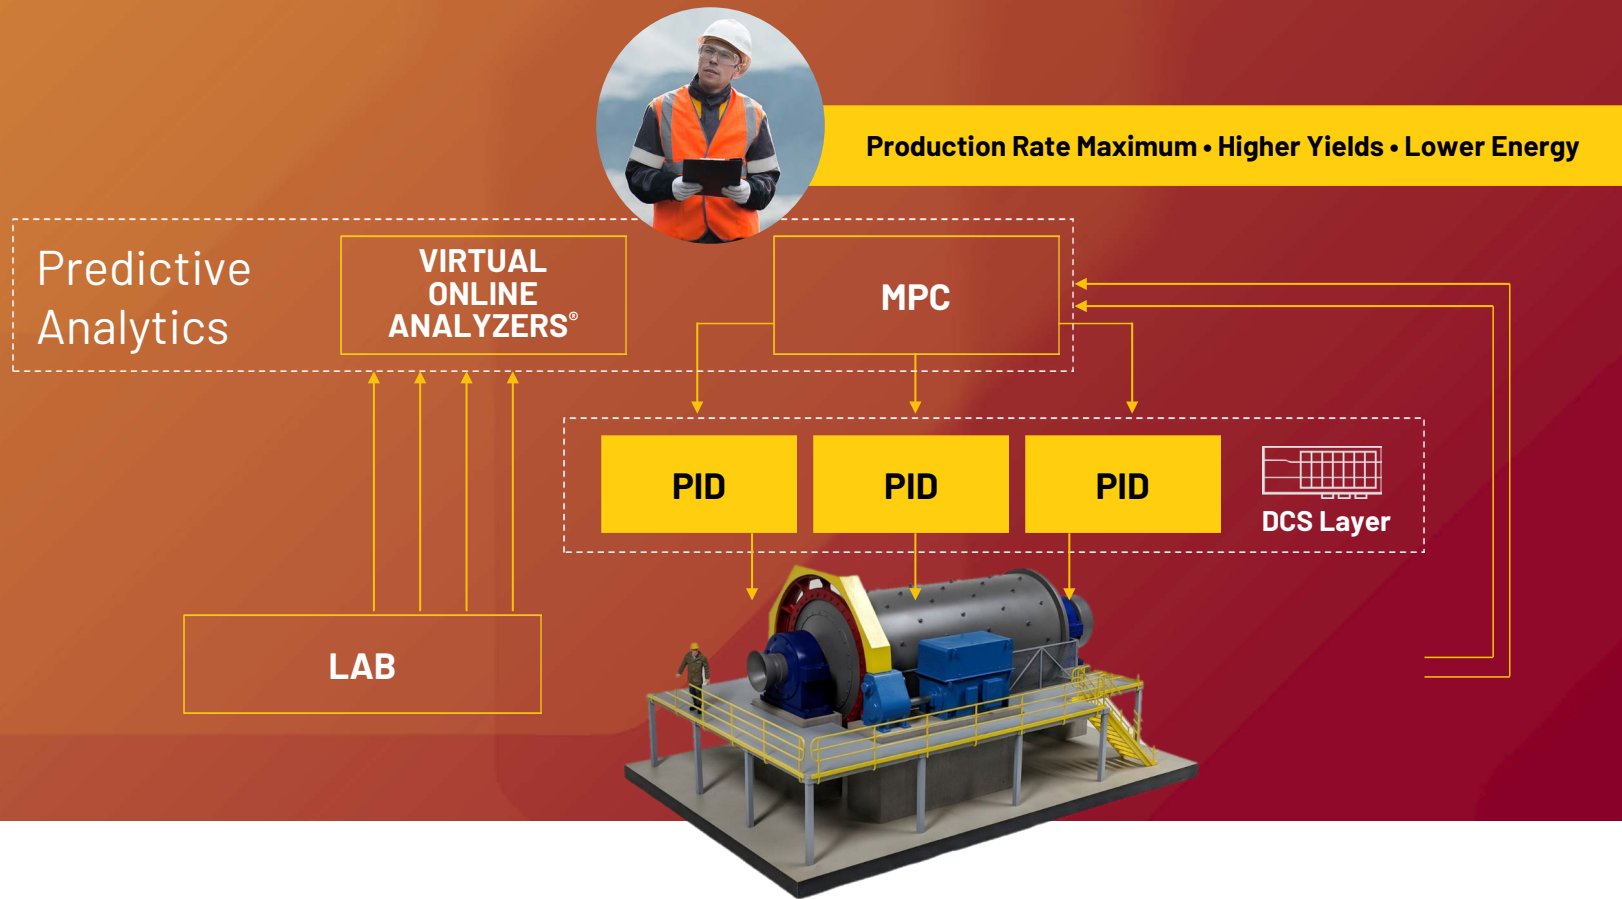 Production Rate Maximum • Higher Yields • Lower Energy
Predictive
Analytics
VIRTUAL
ONLINE
ANALYZERS®
MPC
PID
PID
PID
DCS Layer
LAB